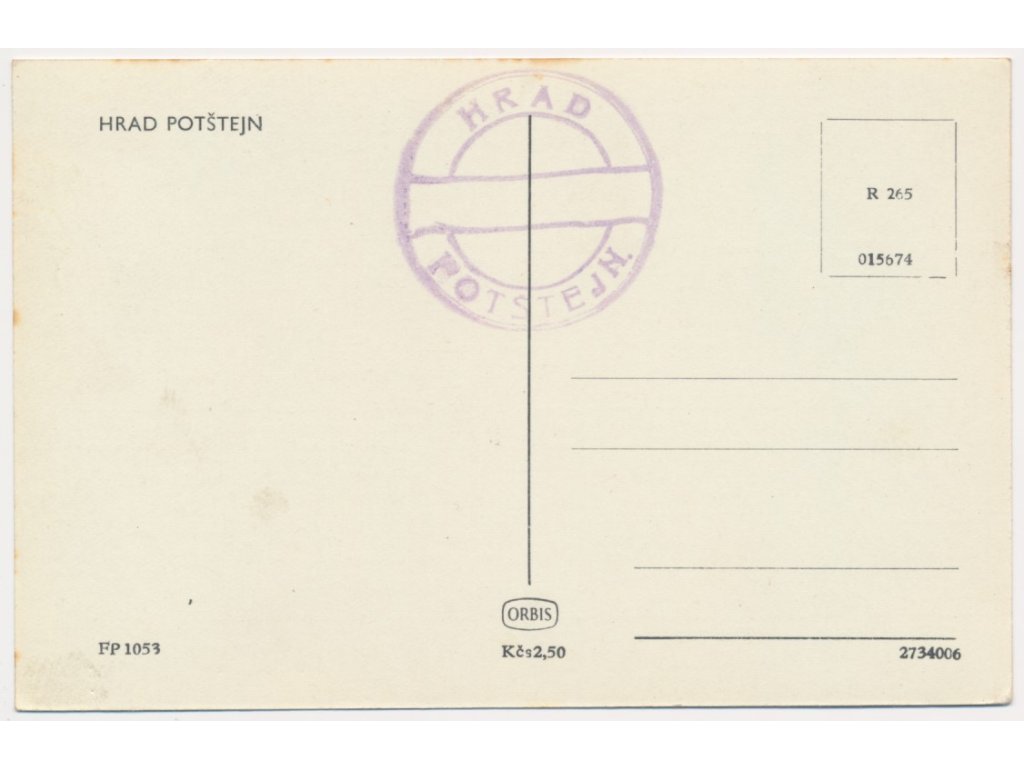 HRAD POTŠTEJN
HRAD
POTŠTEJN.
R 265
015674
ORBIS
FP 1053
Kčs2,50
2734006